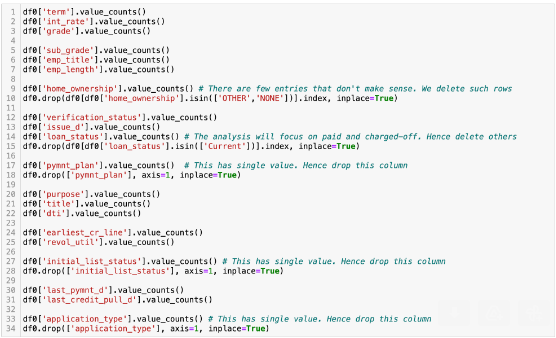 1 df0['term'].value_counts()
2 df0['int_rate'].value_counts()
3 df0['grade'].value_counts()
4
5 df0['sub_grade'].value_counts()
6 df0['emp_title'].value_counts()
7 df0['emp_length'].value_counts()
8
9 df0['home_ownership'].value_counts() # There are few entries that don't make sense. We delete such rows
10 df0.drop(df0[df0['home_ownership'].isin(['OTHER','NONE'])].index, inplace=True)
11
12 df0['verification_status'].value_counts()
13 df0['issue_d'].value_counts()
14 df0['loan_status'].value_counts() # The analysis will focus on paid and charged-off. Hence delete others
15 df0.drop(df0[df0['loan_status'].isin(['Current'])].index, inplace=True)
16
17 df0['pymnt_plan'].value_counts()  # This has single value. Hence drop this column
18 df0.drop(['pymnt_plan'], axis=1, inplace=True)
19
20 df0['purpose'].value_counts()
21 df0['title'].value_counts()
22 df0['dti'].value_counts()
23
24 df0['earliest_cr_line'].value_counts()
25 df0['revol_util'].value_counts()
26
27 df0['initial_list_status'].value_counts() # This has single value. Hence drop this column
28 df0.drop(['initial_list_status'], axis=1, inplace=True)
29
30 df0['last_pymnt_d'].value_counts()
31 df0['last_credit_pull_d'].value_counts()
32
33 df0['application_type'].value_counts() # This has single value. Hence drop this column
34 df0.drop(['application_type'], axis=1, inplace=True)